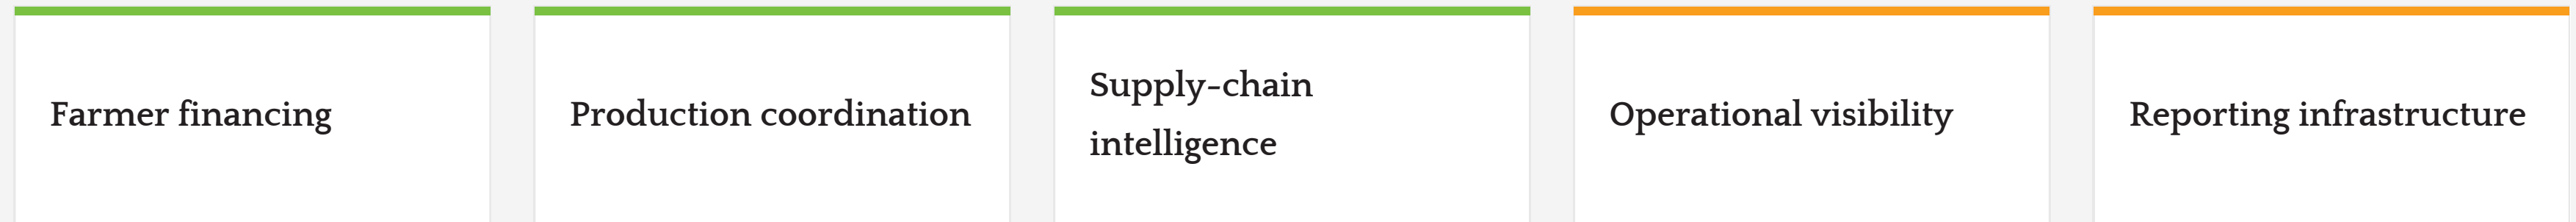 Farmer financing
Production coordination
Supply-chain
intelligence
Operational visibility
Reporting infrastructure